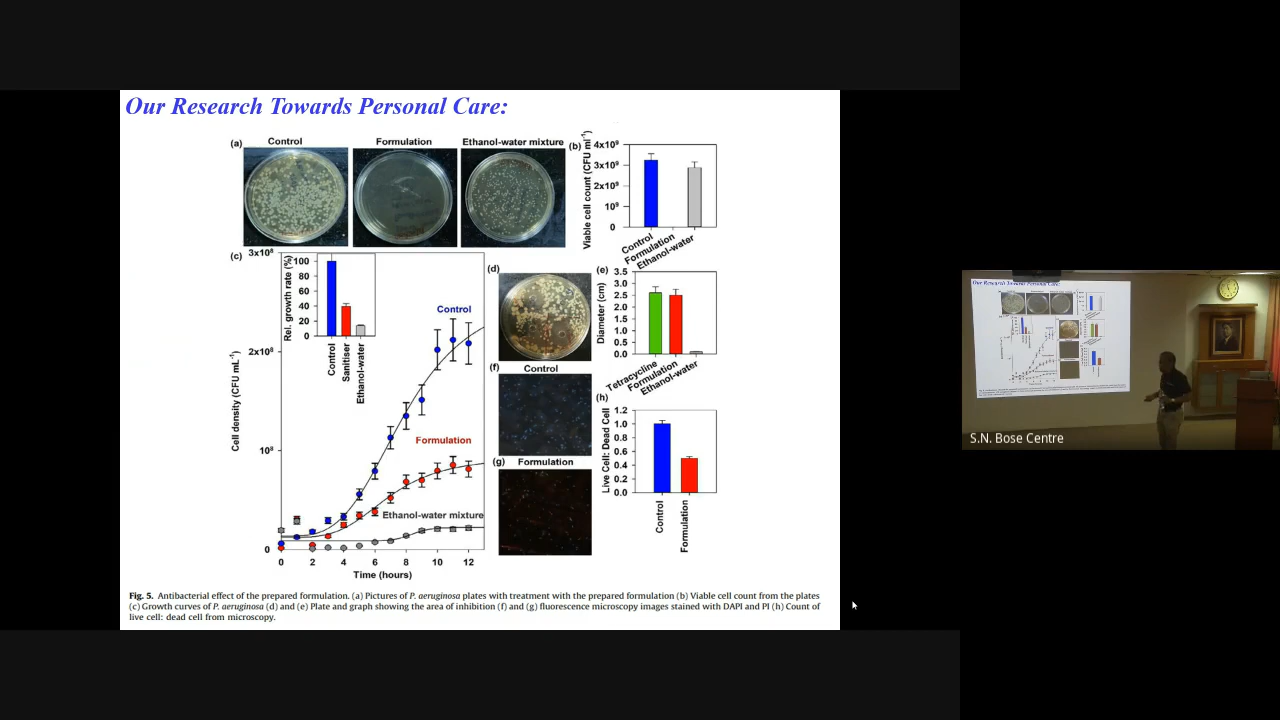 Our Research Towards Personal Care:
(a)
Control
Formulation
Ethanol-water mixture
(b)
Viable cell count (CFU ml⁻¹)
4x10⁹
3x10⁹
2x10⁹
10⁹
0
Control
Formulation
Ethanol-water
(c)
Cell density (CFU mL⁻¹)
3x10⁸
2x10⁸
10⁸
0
Rel. growth rate (%)
100
80
60
40
20
0
Control
Sanitiser
Ethanol-water
Control
Formulation
Ethanol-water mixture
0 2 4 6 8 10 12
Time (hours)
(d)
(e)
Diameter (cm)
3.5
3.0
2.5
2.0
1.5
1.0
0.5
0.0
Tetracycline
Formulation
Ethanol-water
(f)
Control
(g)
Formulation
(h)
Live Cell: Dead Cell
1.2
1.0
0.8
0.6
0.4
0.2
0.0
Control
Formulation
Fig. 5. Antibacterial effect of the prepared formulation. (a) Pictures of P. aeruginosa plates with treatment with the prepared formulation (b) Viable cell count from the plates
(c) Growth curves of P. aeruginosa (d) and (e) Plate and graph showing the area of inhibition (f) and (g) fluorescence microscopy images stained with DAPI and PI (h) Count of
live cell: dead cell from microscopy.
Our Research Towards Personal Care:
S.N. Bose Centre